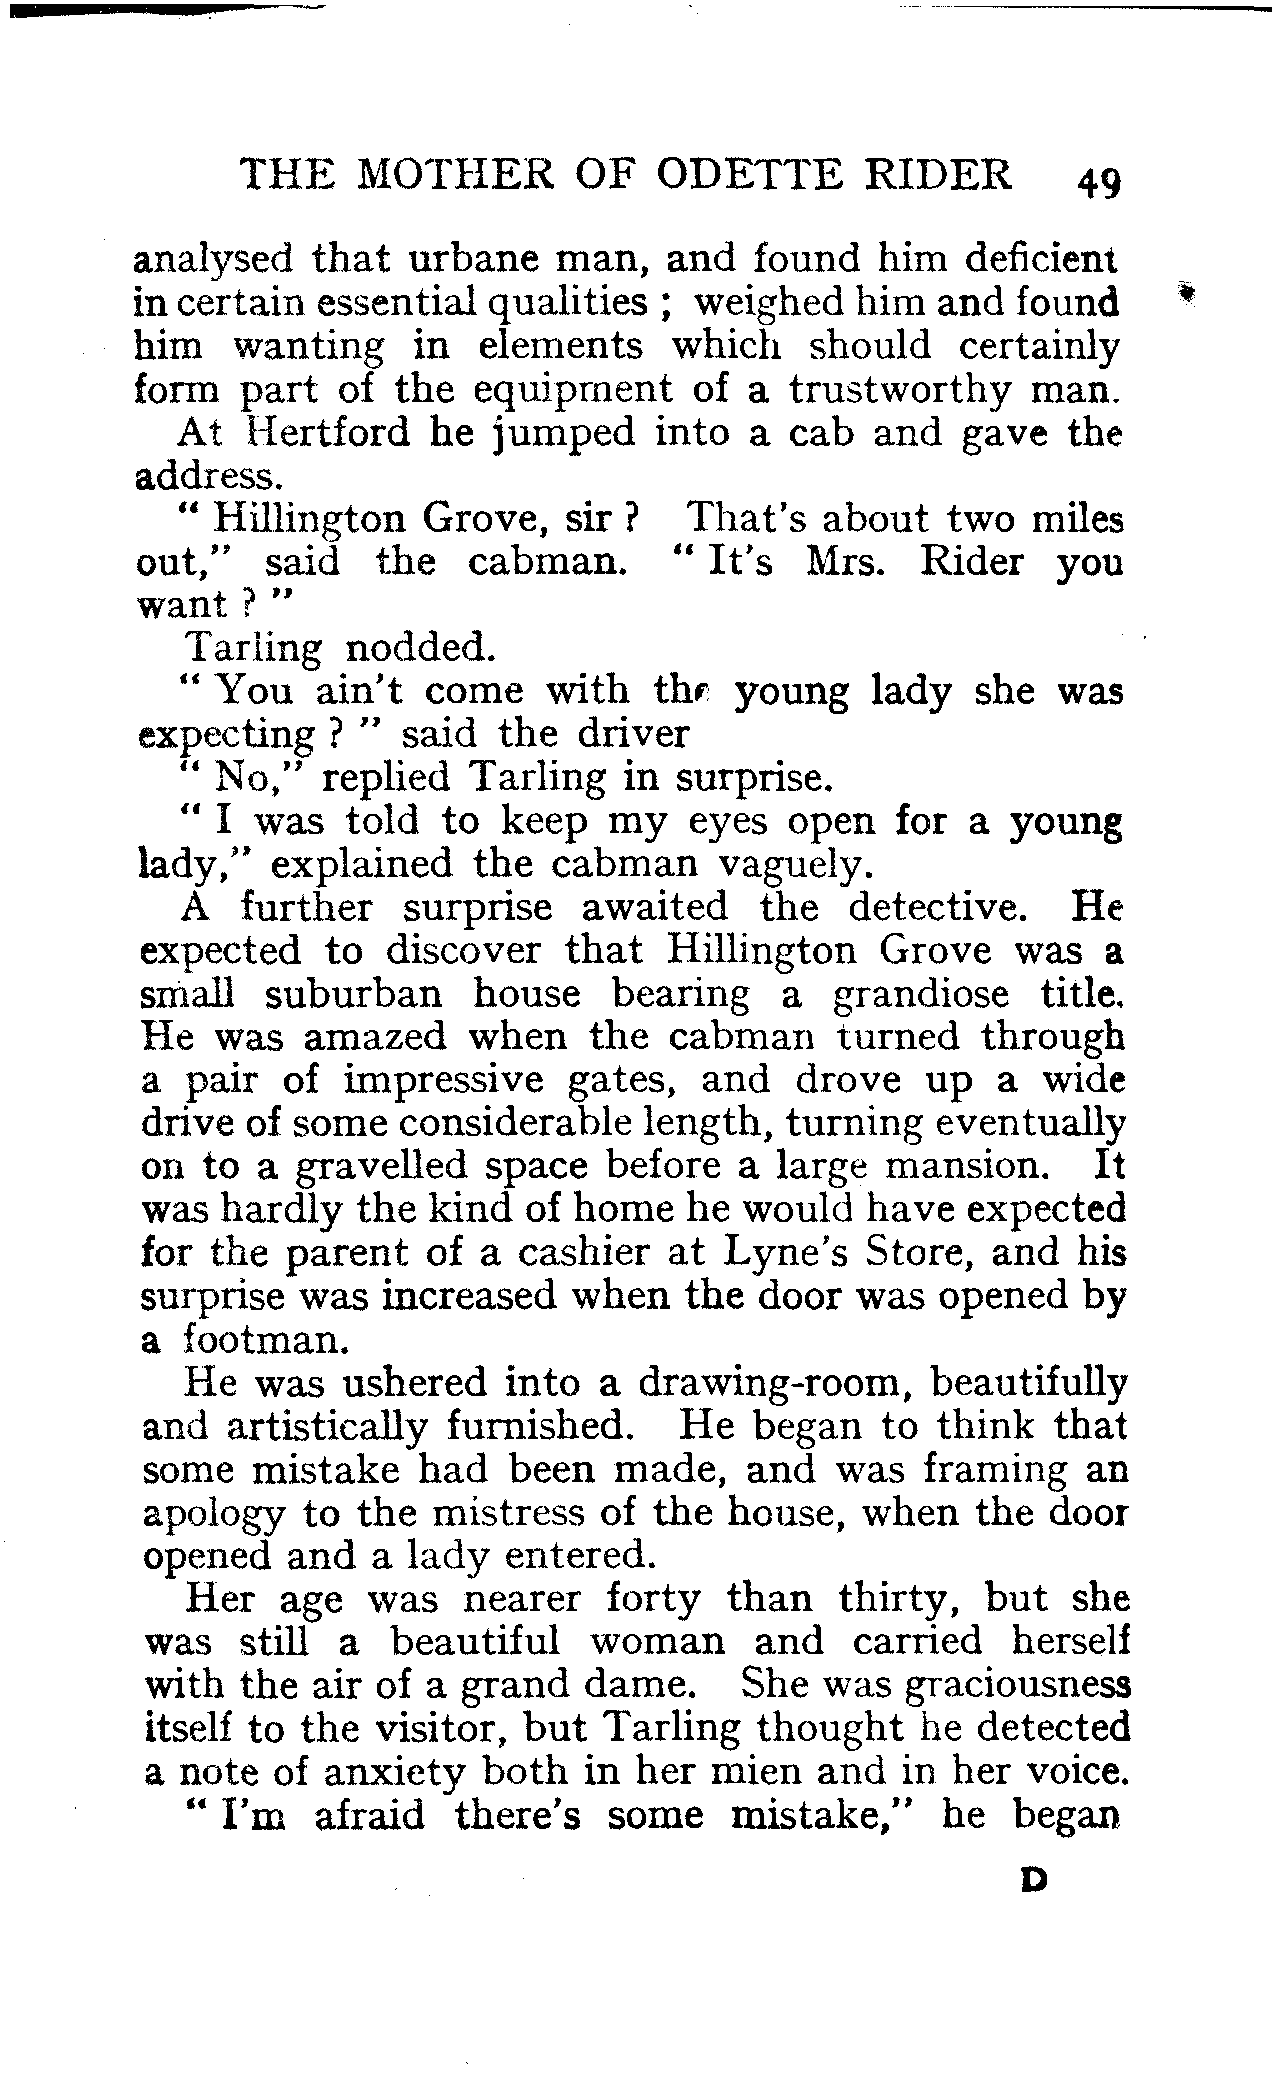 THE MOTHER OF ODETTE RIDER 49
analysed that urbane man, and found him deficient
in certain essential qualities ; weighed him and found
him wanting in elements which should certainly
form part of the equipment of a trustworthy man.
At Hertford he jumped into a cab and gave the
address.
“ Hillington Grove, sir ? That's about two miles
out,” said the cabman. “ It's Mrs. Rider you
want ? ”
Tarling nodded.
“ You ain't come with the young lady she was
expecting ? ” said the driver
“ No,” replied Tarling in surprise.
“ I was told to keep my eyes open for a young
lady,” explained the cabman vaguely.
A further surprise awaited the detective. He
expected to discover that Hillington Grove was a
small suburban house bearing a grandiose title.
He was amazed when the cabman turned through
a pair of impressive gates, and drove up a wide
drive of some considerable length, turning eventually
on to a gravelled space before a large mansion. It
was hardly the kind of home he would have expected
for the parent of a cashier at Lyne's Store, and his
surprise was increased when the door was opened by
a footman.
He was ushered into a drawing-room, beautifully
and artistically furnished. He began to think that
some mistake had been made, and was framing an
apology to the mistress of the house, when the door
opened and a lady entered.
Her age was nearer forty than thirty, but she
was still a beautiful woman and carried herself
with the air of a grand dame. She was graciousness
itself to the visitor, but Tarling thought he detected
a note of anxiety both in her mien and in her voice.
“ I'm afraid there's some mistake,” he began
D